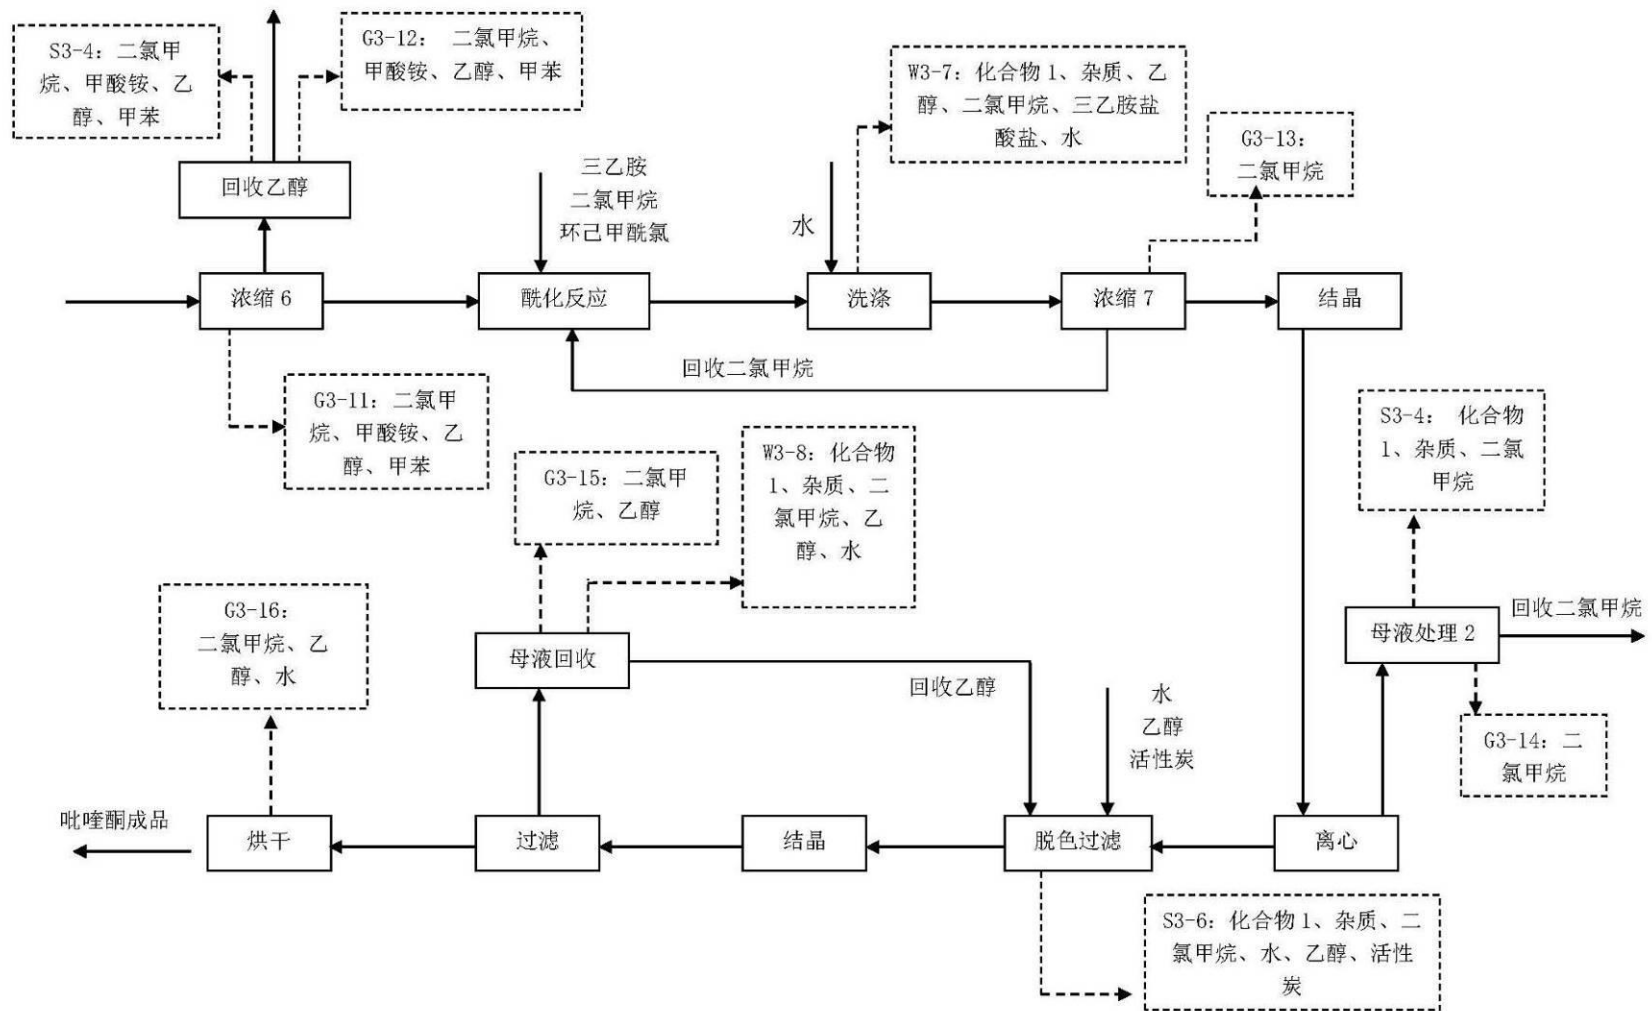 S3-4：二氯甲
烷、甲酸铵、乙
醇、甲苯
G3-12： 二氯甲烷、
甲酸铵、乙醇、甲苯
W3-7：化合物 1、杂质、乙
醇、二氯甲烷、三乙胺盐
酸盐、水
G3-13：
二氯甲烷
回收乙醇
三乙胺
二氯甲烷
环己甲酰氯
水
浓缩 6
酰化反应
洗涤
浓缩 7
结晶
回收二氯甲烷
G3-11：二氯甲
烷、甲酸铵、乙
醇、甲苯
S3-4： 化合物
1、杂质、二氯
甲烷
G3-15：二氯甲
烷、乙醇
W3-8：化合物
1、杂质、二
氯甲烷、乙
醇、水
G3-16：
二氯甲烷、乙
醇、水
母液回收
母液处理 2
回收二氯甲烷
回收乙醇
水
乙醇
活性炭
G3-14：二
氯甲烷
吡喹酮成品
烘干
过滤
结晶
脱色过滤
离心
S3-6：化合物 1、杂质、二
氯甲烷、水、乙醇、活性
炭